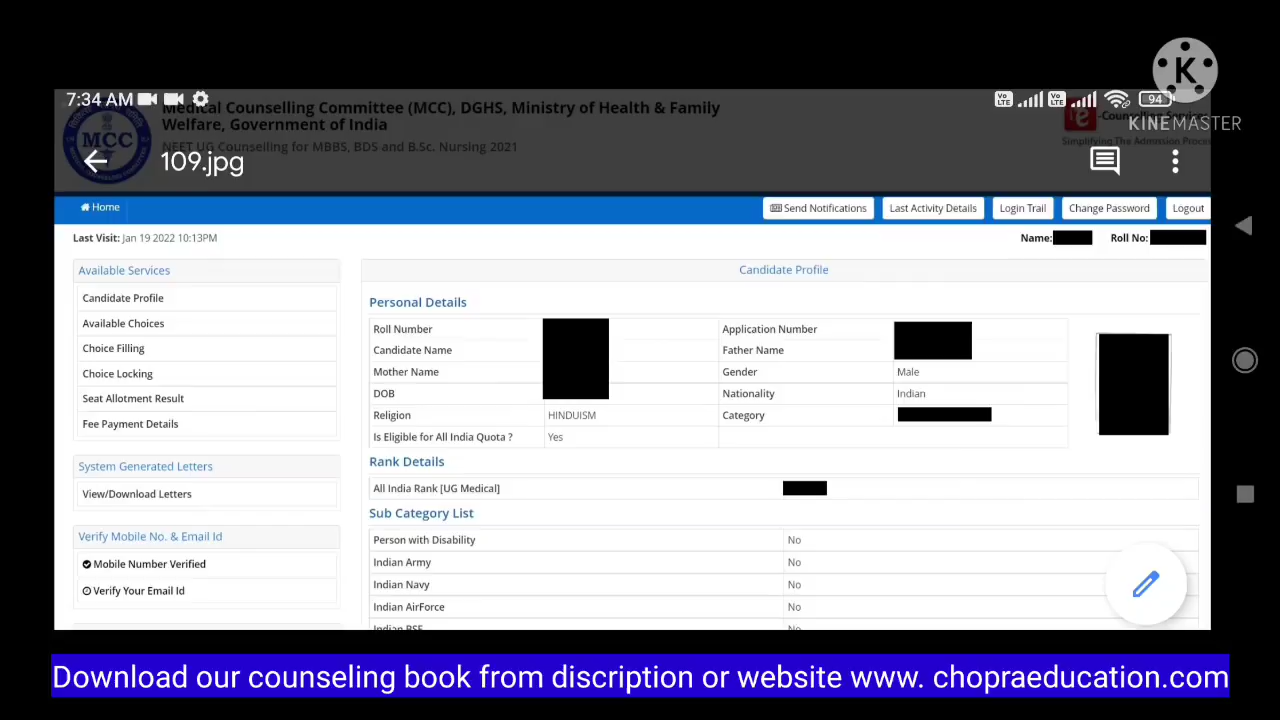 7:34 AM
94
K
KINEMASTER
Medical Counselling Committee (MCC), DGHS, Ministry of Health & Family
Welfare, Government of India
NEET UG Counselling for MBBS, BDS and B.Sc. Nursing 2021
MCC
109.jpg
Home
Send Notifications
Last Activity Details
Login Trail
Change Password
Logout
Last Visit: Jan 19 2022 10:13PM
Name:
Roll No:
Available Services
Candidate Profile
Available Choices
Choice Filling
Choice Locking
Seat Allotment Result
Fee Payment Details
System Generated Letters
View/Download Letters
Verify Mobile No. & Email Id
Mobile Number Verified
Verify Your Email Id
Candidate Profile
Personal Details
Roll Number
Application Number
Candidate Name
Father Name
Mother Name
Gender Male
DOB
Nationality Indian
Religion HINDUISM
Category
Is Eligible for All India Quota ? Yes
Rank Details
All India Rank [UG Medical]
Sub Category List
Person with Disability No
Indian Army No
Indian Navy No
Indian AirForce No
Indian BSF No
Download our counseling book from discription or website www. chopraeducation.com